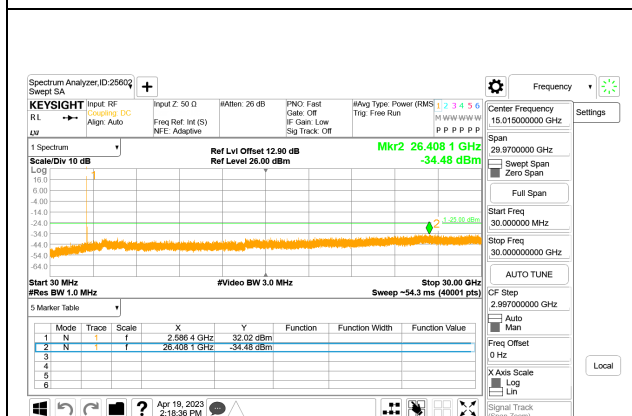 Spectrum Analyzer,ID:25602
Swept SA
+
Frequency
KEYSIGHT
RL
LXI
Input: RF
Coupling: DC
Align: Auto
Input Z: 50 Ω
Freq Ref: Int (S)
NFE: Adaptive
#Atten: 26 dB
PNO: Fast
Gate: Off
IF Gain: Low
Sig Track: Off
#Avg Type: Power (RMS
Trig: Free Run
1 2 3 4 5 6
M W W W W W
P P P P P P
1 Spectrum
Scale/Div 10 dB
Ref Lvl Offset 12.90 dB
Ref Level 26.00 dBm
Mkr2 26.408 1 GHz
-34.48 dBm
Log
16.0
6.00
-4.00
-14.0
-24.0
-34.0
-44.0
-54.0
-64.0
1
2
1 -25.00 dBm
Start 30 MHz
#Video BW 3.0 MHz
Stop 30.00 GHz
#Res BW 1.0 MHz
Sweep ~54.3 ms (40001 pts)
5 Marker Table
Mode Trace Scale X Y Function Function Width Function Value
1 N 1 f 2.586 4 GHz 32.02 dBm
2 N 1 f 26.408 1 GHz -34.48 dBm
3
4
5
6
?
Apr 19, 2023
2:18:36 PM
Center Frequency
15.015000000 GHz
Settings
Span
29.9700000 GHz
Swept Span
Zero Span
Full Span
Start Freq
30.000000 MHz
Stop Freq
30.000000000 GHz
AUTO TUNE
CF Step
2.997000000 GHz
Auto
Man
Freq Offset
0 Hz
X Axis Scale
Log
Lin
Local
Signal Track
(Span Zoom)